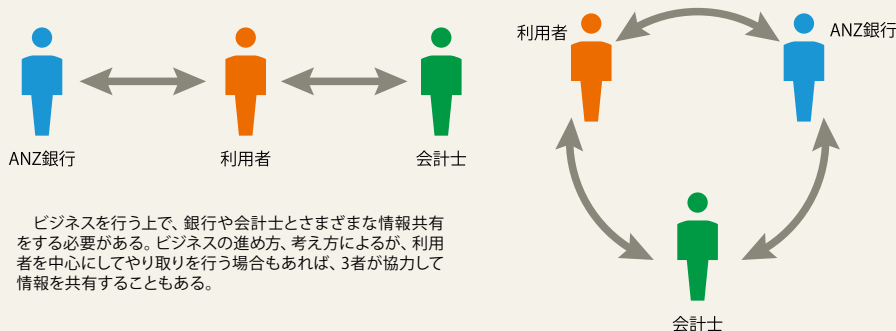 ANZ銀行
利用者
会計士
　ビジネスを行う上で、銀行や会計士とさまざまな情報共有
をする必要がある。ビジネスの進め方、考え方によるが、利用
者を中心にしてやり取りを行う場合もあれば、3者が協力して
情報を共有することもある。
利用者
ANZ銀行
会計士